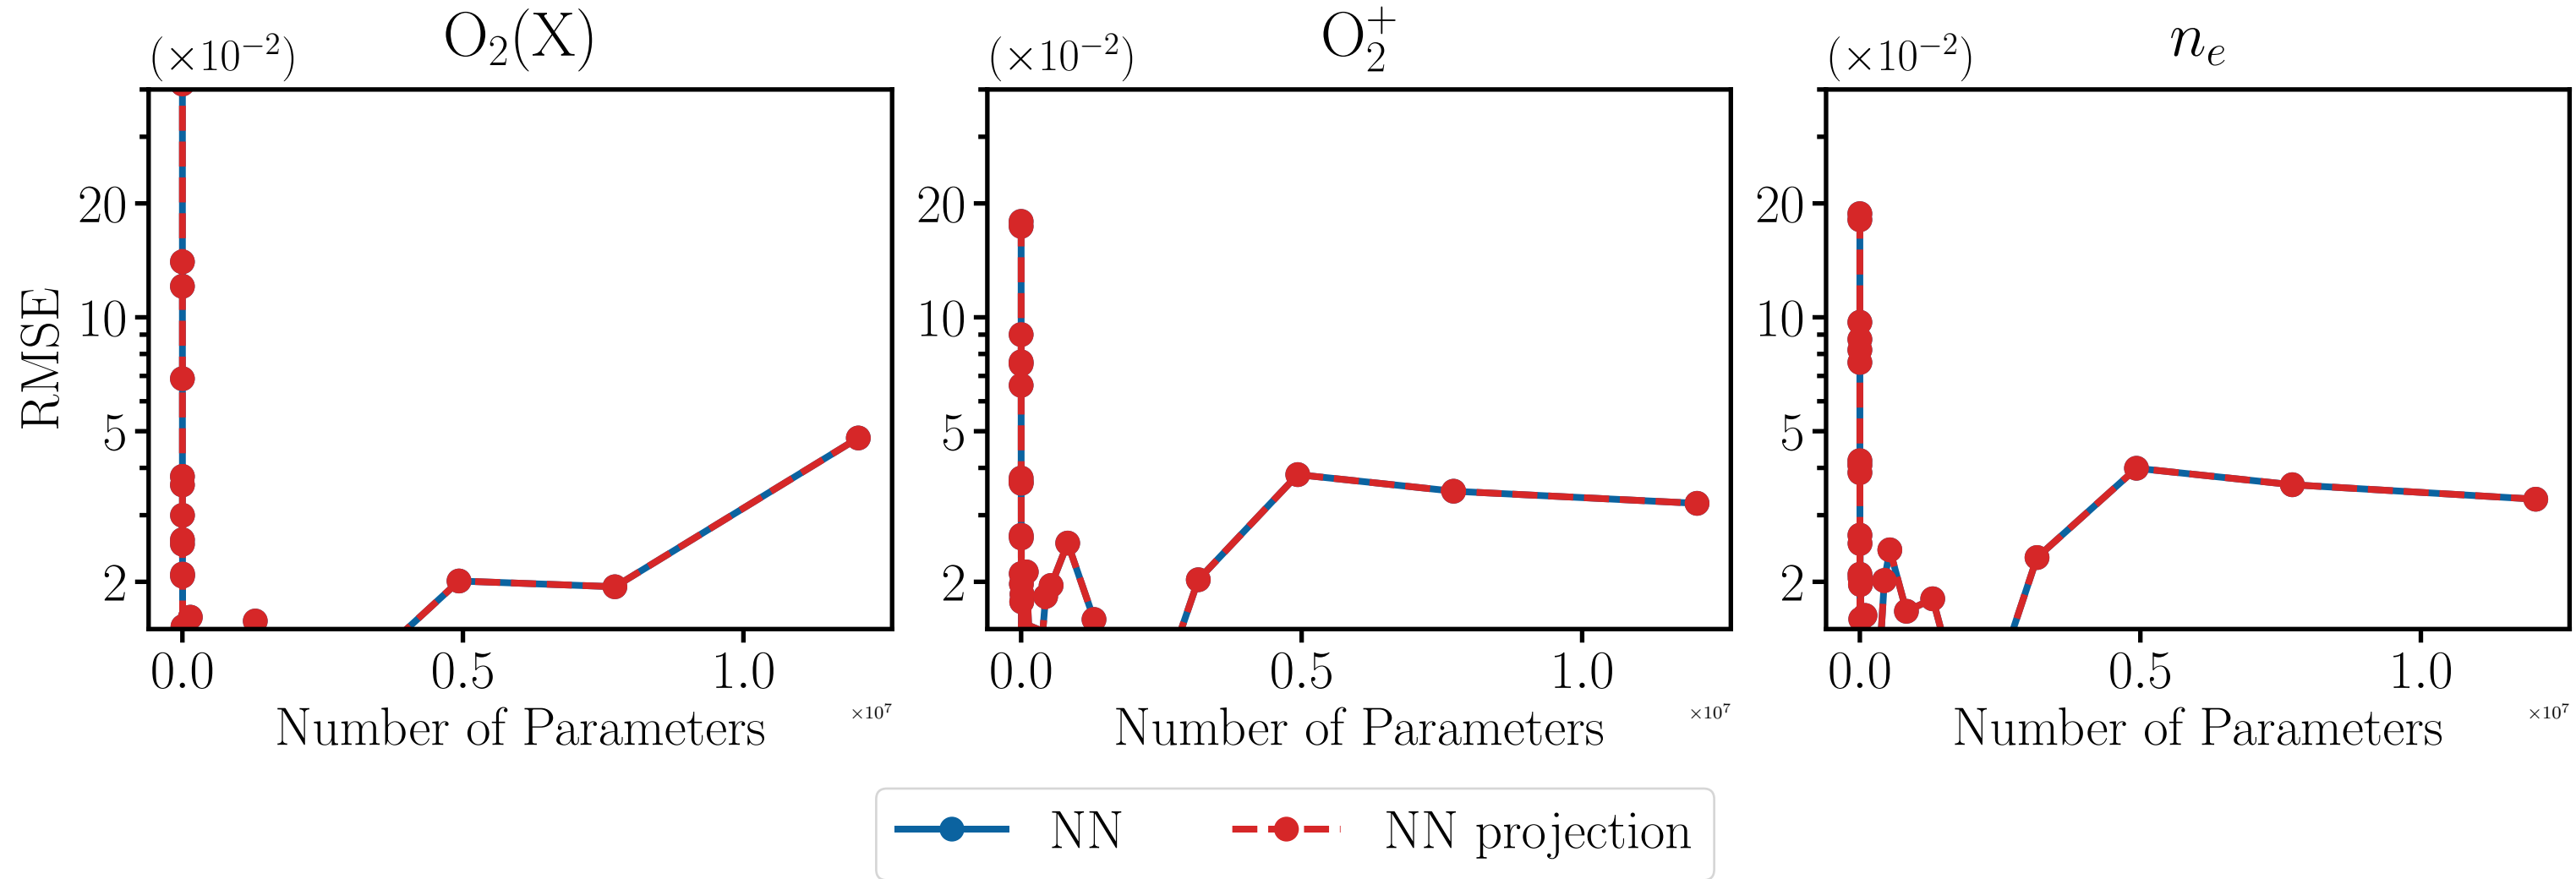 O₂(X) O₂⁺ nₑ
(×10⁻²) (×10⁻²) (×10⁻²)
RMSE
20 20 20
10 10 10
5 5 5
2 2 2
0.0 0.5 1.0 0.0 0.5 1.0 0.0 0.5 1.0
×10⁷ ×10⁷ ×10⁷
Number of Parameters Number of Parameters Number of Parameters
NN NN projection